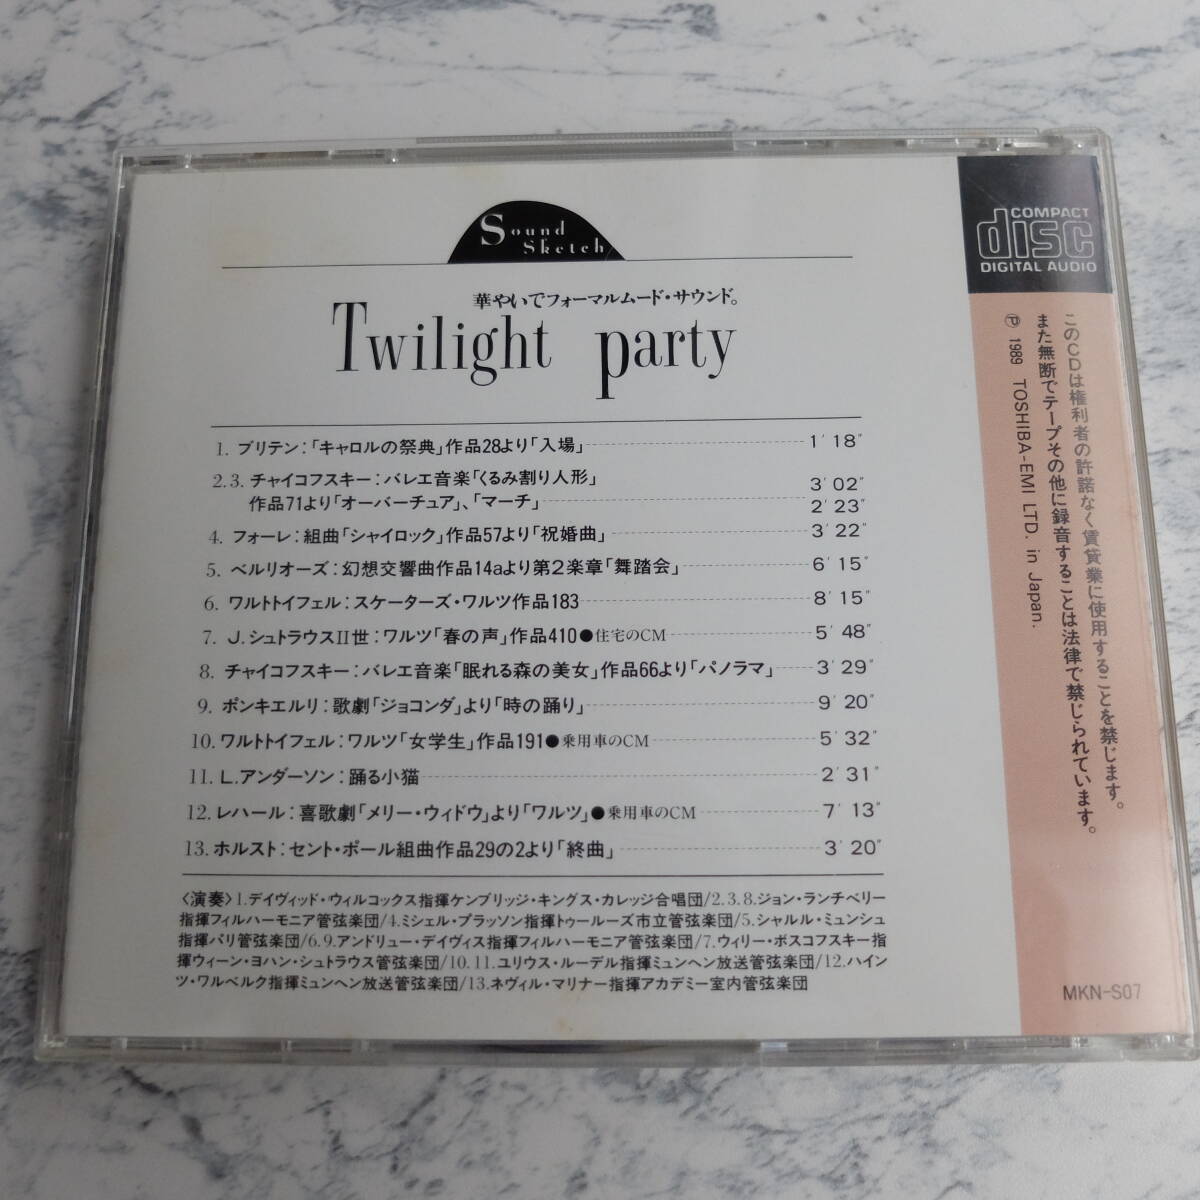 Sound
Sketch
華やいでフォーマルムード・サウンド。
Twilight party
1. ブリテン：「キャロルの祭典」作品28より「入場」 1′18″
2.3. チャイコフスキー：バレエ音楽「くるみ割り人形」 3′02″
作品71より「オーバーチュア」、「マーチ」 2′23″
4. フォーレ：組曲「シャイロック」作品57より「祝婚曲」 3′22″
5. ベルリオーズ：幻想交響曲作品14aより第2楽章「舞踏会」 6′15″
6. ワルトトイフェル：スケーターズ・ワルツ作品183 8′15″
7. J.シュトラウスII世：ワルツ「春の声」作品410●住宅のCM 5′48″
8. チャイコフスキー：バレエ音楽「眠れる森の美女」作品66より「パノラマ」 3′29″
9. ポンキエルリ：歌劇「ジョコンダ」より「時の踊り」 9′20″
10. ワルトトイフェル：ワルツ「女学生」作品191●乗用車のCM 5′32″
11. L.アンダーソン：踊る小猫 2′31″
12. レハール：喜歌劇「メリー・ウィドウ」より「ワルツ」●乗用車のCM 7′13″
13. ホルスト：セント・ポール組曲作品29の2より「終曲」 3′20″
〈演奏〉1.デイヴィッド・ウィルコックス指揮ケンブリッジ・キングス・カレッジ合唱団/2.3.8.ジョン・ランチベリー
指揮フィルハーモニア管弦楽団/4.ミシェル・プラッソン指揮トゥールーズ市立管弦楽団/5.シャルル・ミュンシュ
指揮パリ管弦楽団/6.9.アンドリュー・デイヴィス指揮フィルハーモニア管弦楽団/7.ウィリー・ボスコフスキー指
揮ウィーン・ヨハン・シュトラウス管弦楽団/10.11.ユリウス・ルーデル指揮ミュンヘン放送管弦楽団/12.ハイン
ツ・ワルベルク指揮ミュンヘン放送管弦楽団/13.ネヴィル・マリナー指揮アカデミー室内管弦楽団
COMPACT
disc
DIGITAL AUDIO
このCDは権利者の許諾なく賃貸業に使用することを禁じます。
また無断でテープその他に録音することは法律で禁じられています。
Ⓟ 1989 TOSHIBA-EMI LTD. in Japan.
MKN-S07